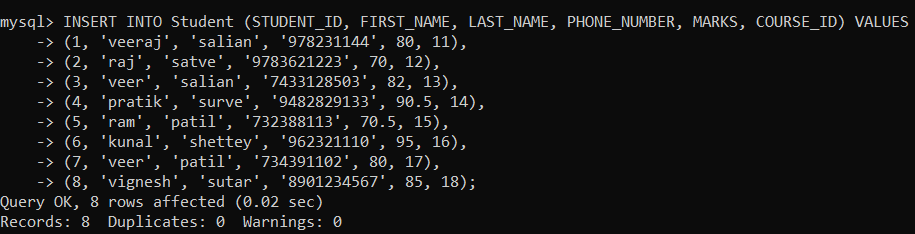 mysql> INSERT INTO Student (STUDENT_ID, FIRST_NAME, LAST_NAME, PHONE_NUMBER, MARKS, COURSE_ID) VALUES
    -> (1, 'veeraj', 'salian', '978231144', 80, 11),
    -> (2, 'raj', 'satve', '9783621223', 70, 12),
    -> (3, 'veer', 'salian', '7433128503', 82, 13),
    -> (4, 'pratik', 'surve', '9482829133', 90.5, 14),
    -> (5, 'ram', 'patil', '732388113', 70.5, 15),
    -> (6, 'kunal', 'shettey', '962321110', 95, 16),
    -> (7, 'veer', 'patil', '734391102', 80, 17),
    -> (8, 'vignesh', 'sutar', '8901234567', 85, 18);
Query OK, 8 rows affected (0.02 sec)
Records: 8  Duplicates: 0  Warnings: 0